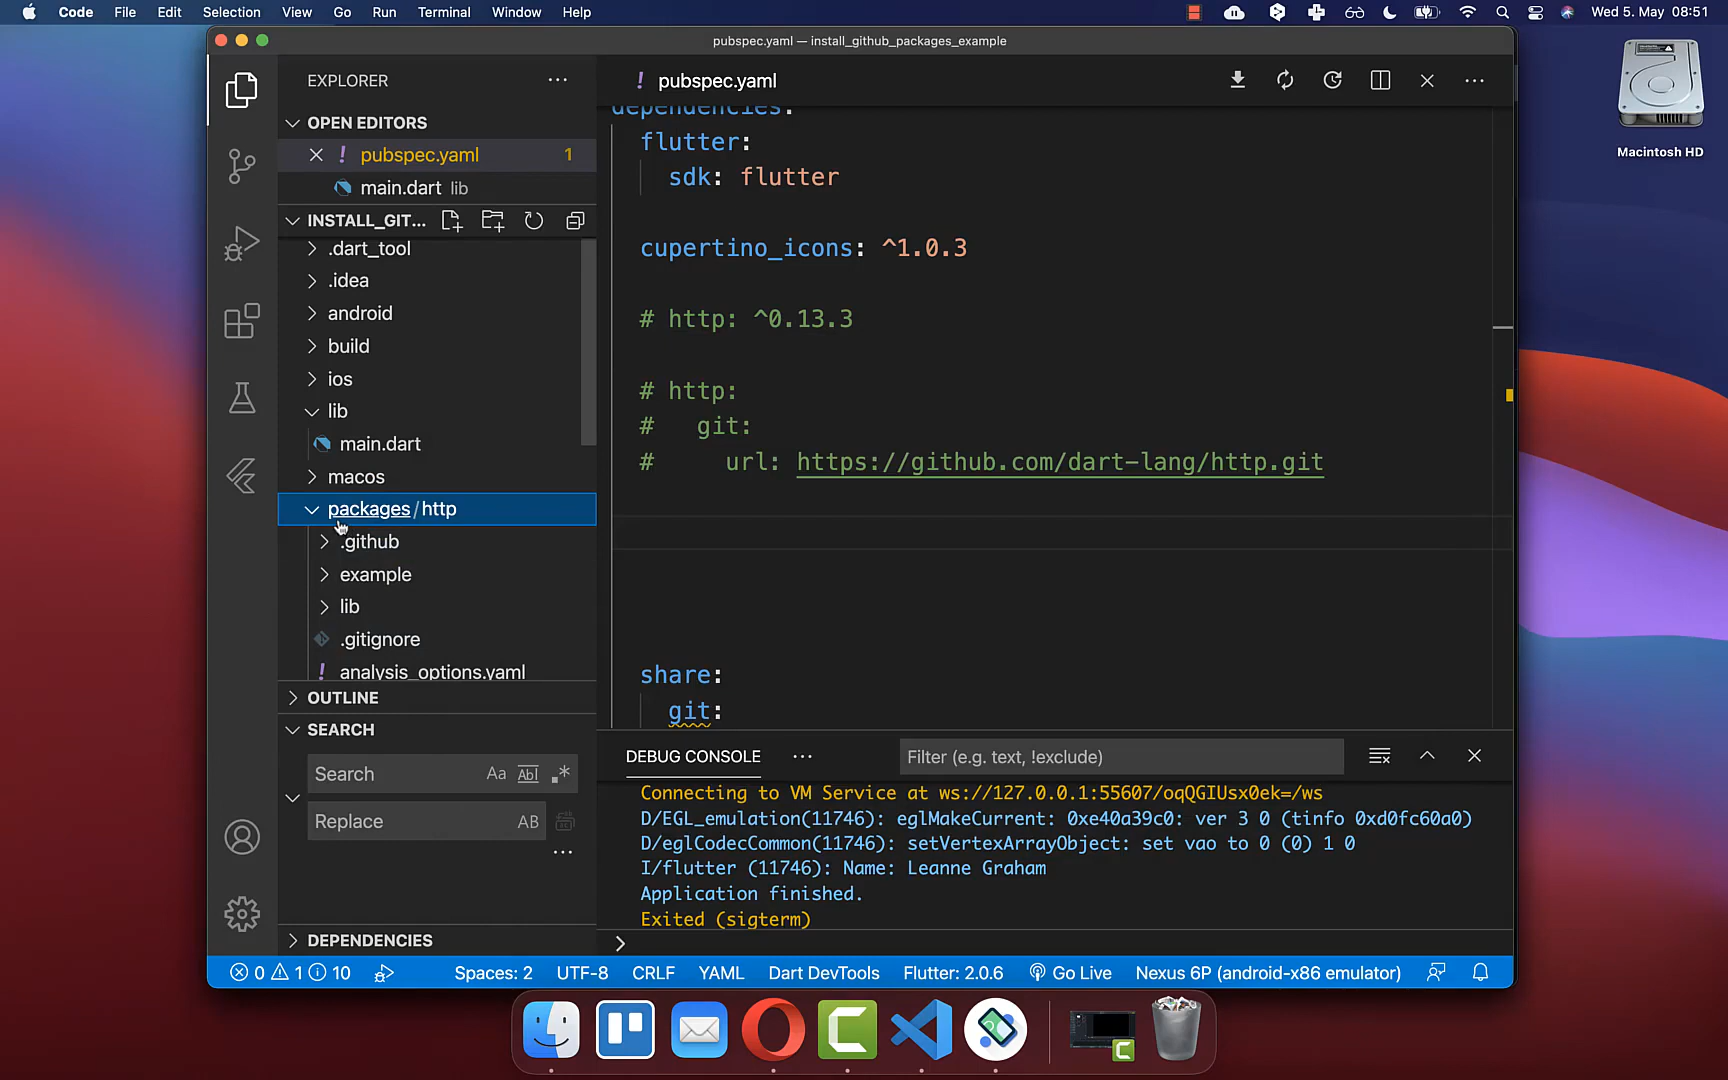 Code File Edit Selection View Go Run Terminal Window Help Wed 5. May 08:51
pubspec.yaml — install_github_packages_example
Macintosh HD
EXPLORER
OPEN EDITORS
pubspec.yaml 1
main.dart lib
INSTALL_GIT...
.dart_tool
.idea
android
build
ios
lib
main.dart
macos
packages/http
.github
example
lib
.gitignore
analysis_options.yaml
OUTLINE
SEARCH
Search Aa Abl .*
Replace AB
DEPENDENCIES
! pubspec.yaml
dependencies:
flutter:
sdk: flutter
cupertino_icons: ^1.0.3
# http: ^0.13.3
# http:
# git:
# url: https://github.com/dart-lang/http.git
share:
git:
DEBUG CONSOLE Filter (e.g. text, !exclude)
Connecting to VM Service at ws://127.0.0.1:55607/oqQGIUsx0ek=/ws
D/EGL_emulation(11746): eglMakeCurrent: 0xe40a39c0: ver 3 0 (tinfo 0xd0fc60a0)
D/eglCodecCommon(11746): setVertexArrayObject: set vao to 0 (0) 1 0
I/flutter (11746): Name: Leanne Graham
Application finished.
Exited (sigterm)
0 1 10 Spaces: 2 UTF-8 CRLF YAML Dart DevTools Flutter: 2.0.6 Go Live Nexus 6P (android-x86 emulator)